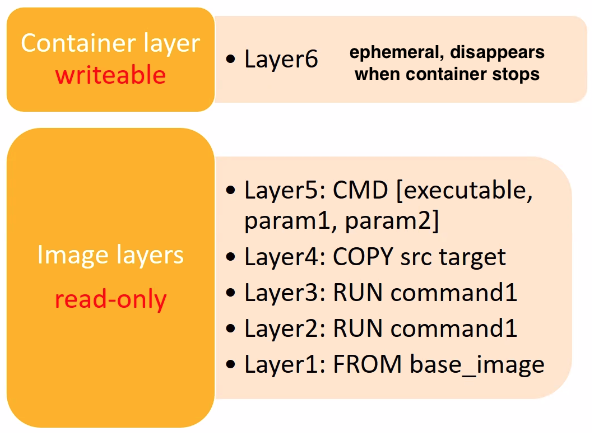 Container layer
writeable
• Layer6
ephemeral, disappears
when container stops
Image layers
read-only
• Layer5: CMD [executable,
param1, param2]
• Layer4: COPY src target
• Layer3: RUN command1
• Layer2: RUN command1
• Layer1: FROM base_image